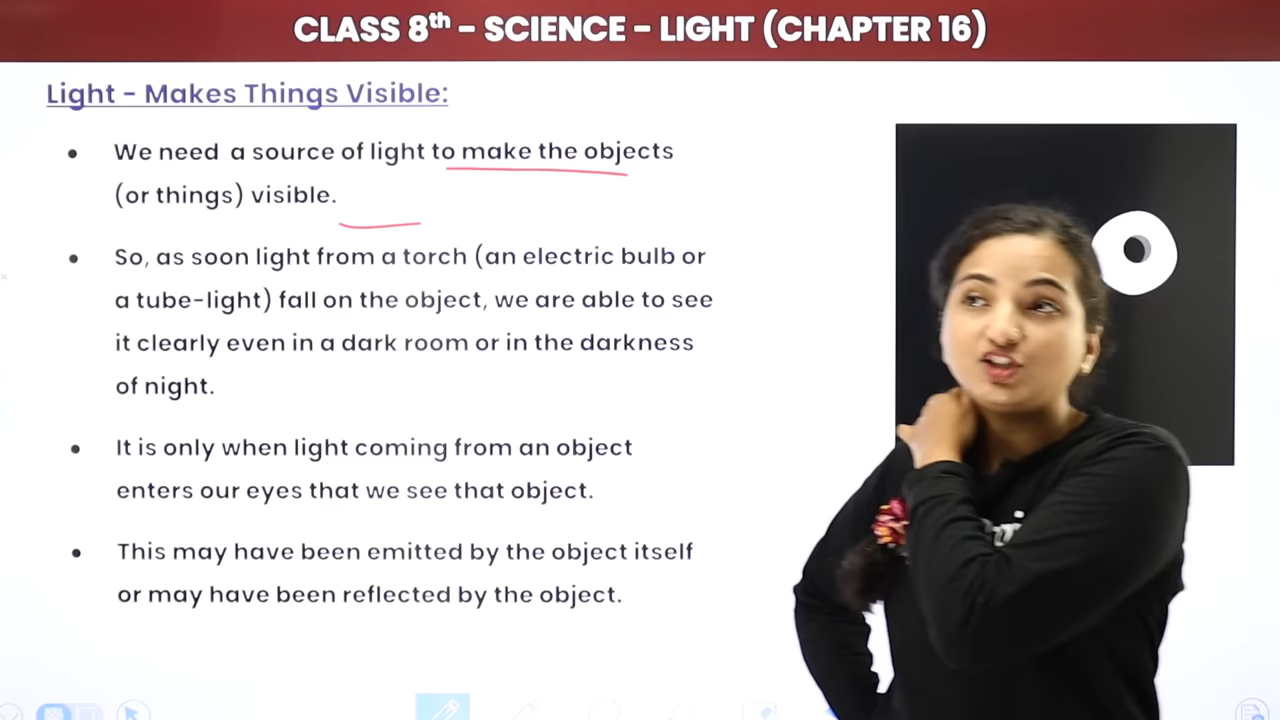 CLASS 8th - SCIENCE - LIGHT (CHAPTER 16)
Light - Makes Things Visible:
• We need a source of light to make the objects
(or things) visible.
• So, as soon light from a torch (an electric bulb or
a tube-light) fall on the object, we are able to see
it clearly even in a dark room or in the darkness
of night.
• It is only when light coming from an object
enters our eyes that we see that object.
• This may have been emitted by the object itself
or may have been reflected by the object.